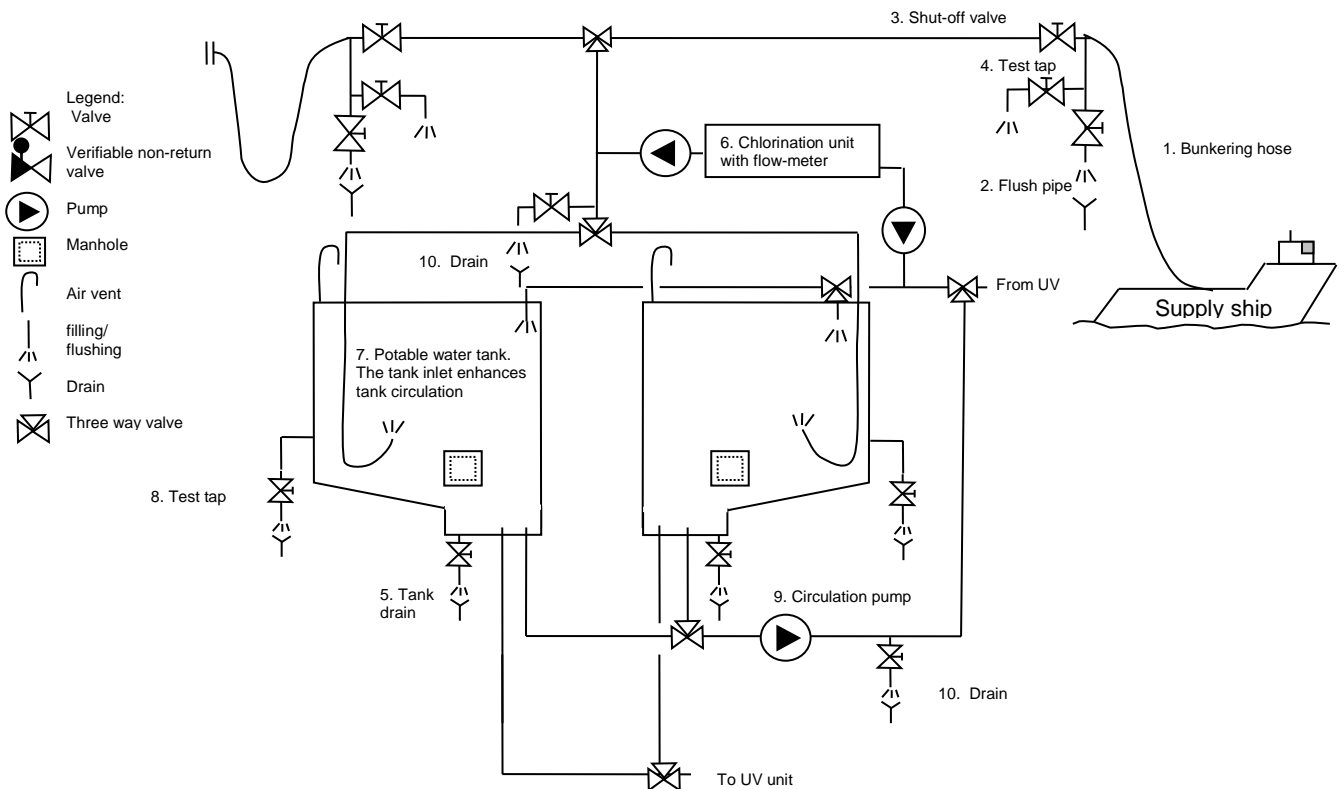 3. Shut-off valve
4. Test tap
Legend:
Valve
Verifiable non-return
valve
Pump
Manhole
Air vent
filling/
flushing
Drain
Three way valve
6. Chlorination unit
with flow-meter
1. Bunkering hose
2. Flush pipe
10. Drain
From UV
Supply ship
7. Potable water tank.
The tank inlet enhances
tank circulation
8. Test tap
5. Tank
drain
9. Circulation pump
10. Drain
To UV unit